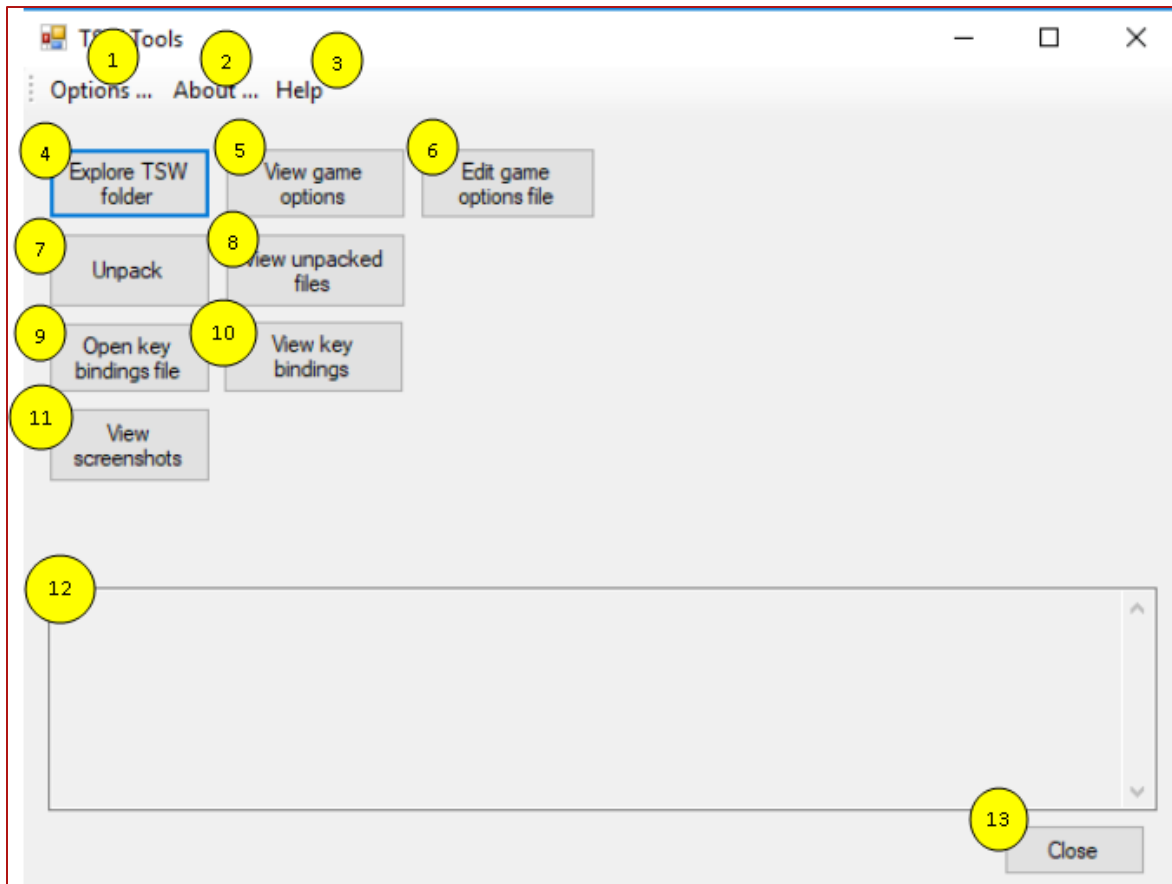 Tools
1
2
3
Options ... About ... Help
4
5
6
Explore TSW
folder
View game
options
Edit game
options file
7
8
Unpack
View unpacked
files
9
10
Open key
bindings file
View key
bindings
11
View
screenshots
12
13
Close